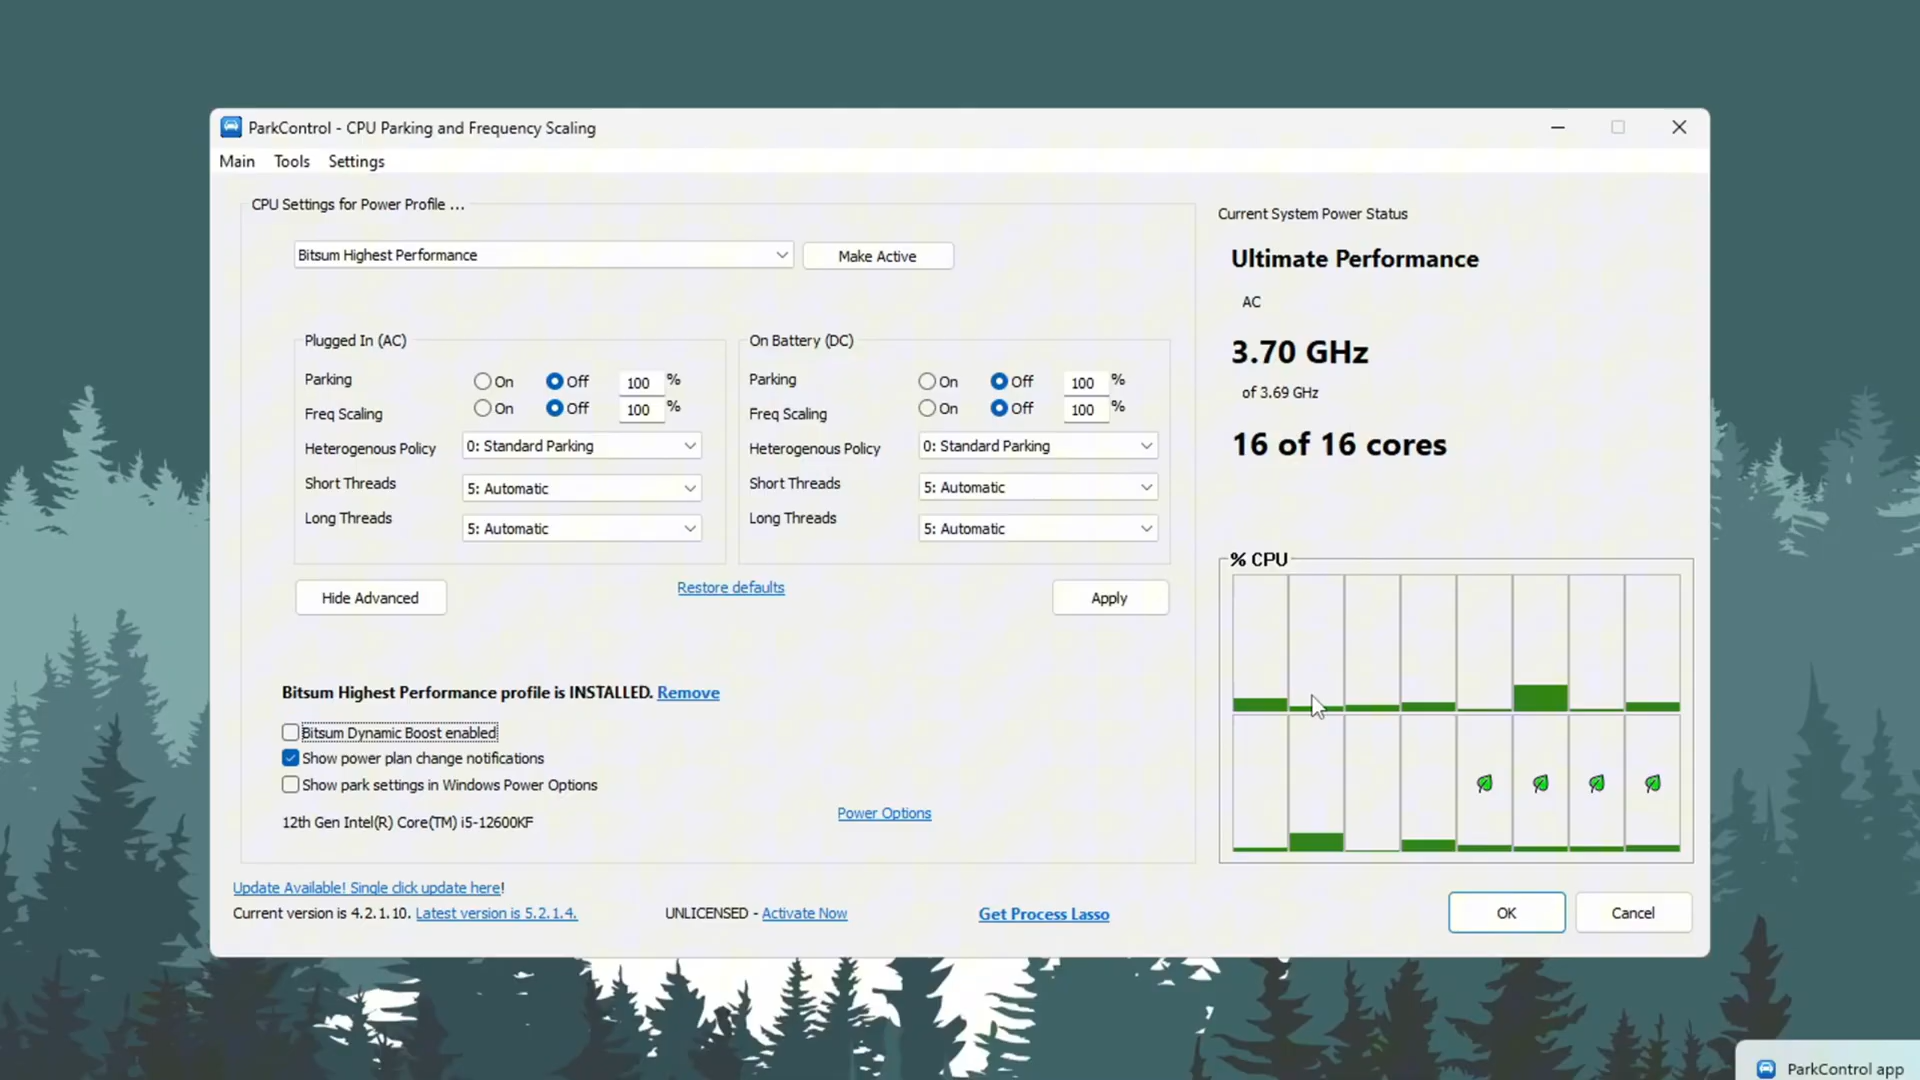 ParkControl - CPU Parking and Frequency Scaling
Main Tools Settings
CPU Settings for Power Profile ...
Bitsum Highest Performance
Make Active
Plugged In (AC)
Parking On Off 100 %
Freq Scaling On Off 100 %
Heterogenous Policy 0: Standard Parking
Short Threads 5: Automatic
Long Threads 5: Automatic
On Battery (DC)
Parking On Off 100 %
Freq Scaling On Off 100 %
Heterogenous Policy 0: Standard Parking
Short Threads 5: Automatic
Long Threads 5: Automatic
Hide Advanced
Restore defaults
Apply
Bitsum Highest Performance profile is INSTALLED. Remove
Bitsum Dynamic Boost enabled
Show power plan change notifications
Show park settings in Windows Power Options
12th Gen Intel(R) Core(TM) i5-12600KF
Power Options
Current System Power Status
Ultimate Performance
AC
3.70 GHz
of 3.69 GHz
16 of 16 cores
% CPU
Update Available! Single click update here!
Current version is 4.2.1.10. Latest version is 5.2.1.4.
UNLICENSED - Activate Now
Get Process Lasso
OK
Cancel
ParkControl app